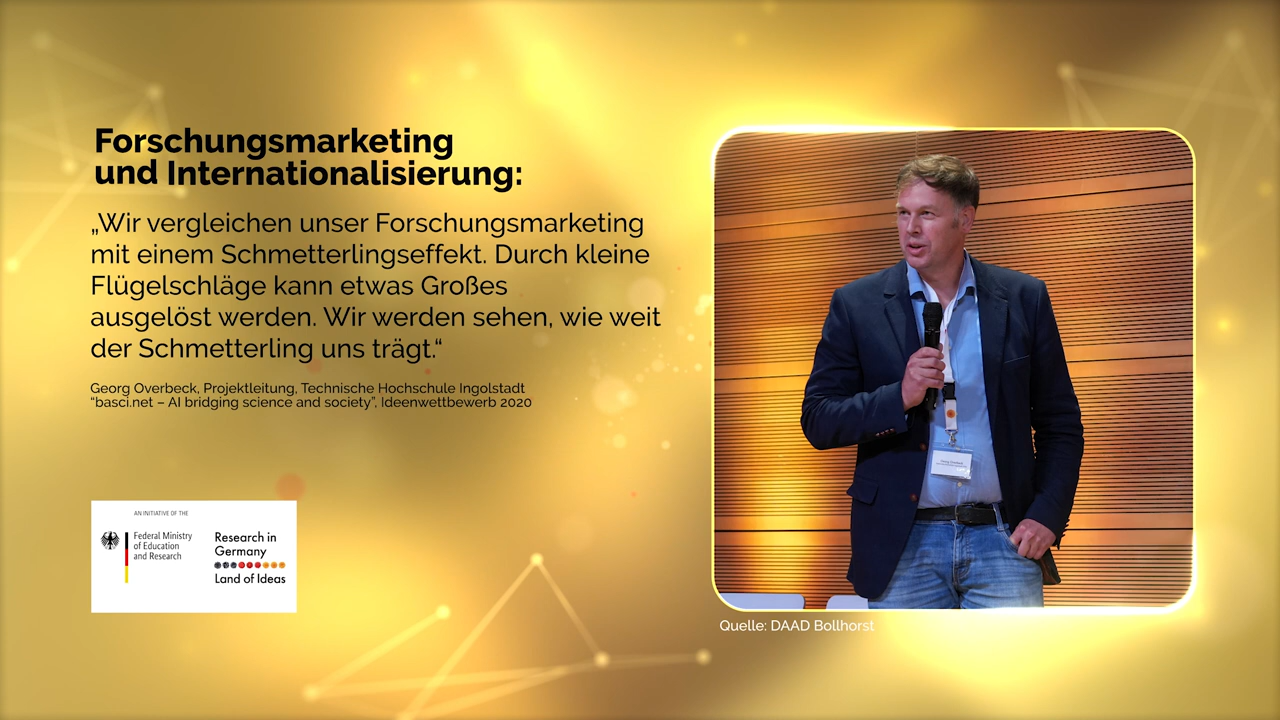 Forschungsmarketing
und Internationalisierung:
„Wir vergleichen unser Forschungsmarketing
mit einem Schmetterlingseffekt. Durch kleine
Flügelschläge kann etwas Großes
ausgelöst werden. Wir werden sehen, wie weit
der Schmetterling uns trägt.“
Georg Overbeck, Projektleitung, Technische Hochschule Ingolstadt
“basci.net – AI bridging science and society”, Ideenwettbewerb 2020
AN INITIATIVE OF THE
Federal Ministry
of Education
and Research
Research in
Germany
Land of Ideas
Quelle: DAAD Bollhorst